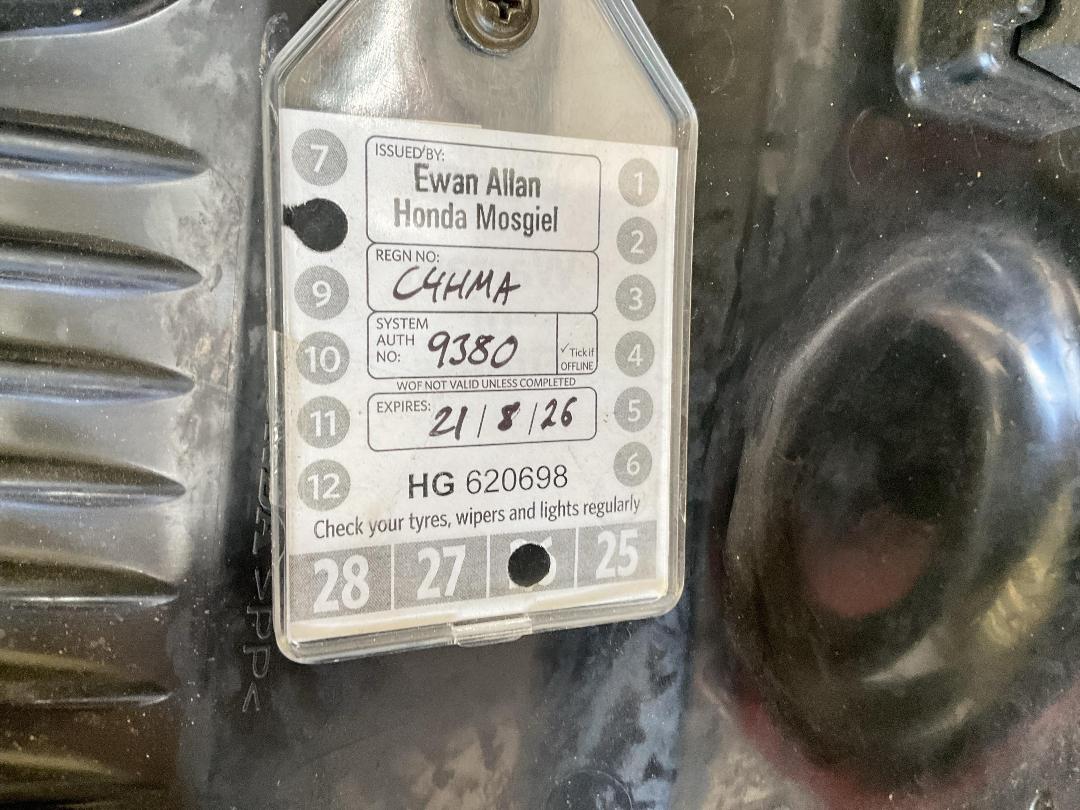 ISSUED BY:
Ewan Allan
Honda Mosgiel
REGN NO:
C4HMA
SYSTEM
AUTH
NO:
9380
✓Tick if
OFFLINE
WOF NOT VALID UNLESS COMPLETED
EXPIRES: 21/8/26
HG 620698
Check your tyres, wipers and lights regularly
7
9
10
11
12
1
2
3
4
5
6
28 27 25
>PP<